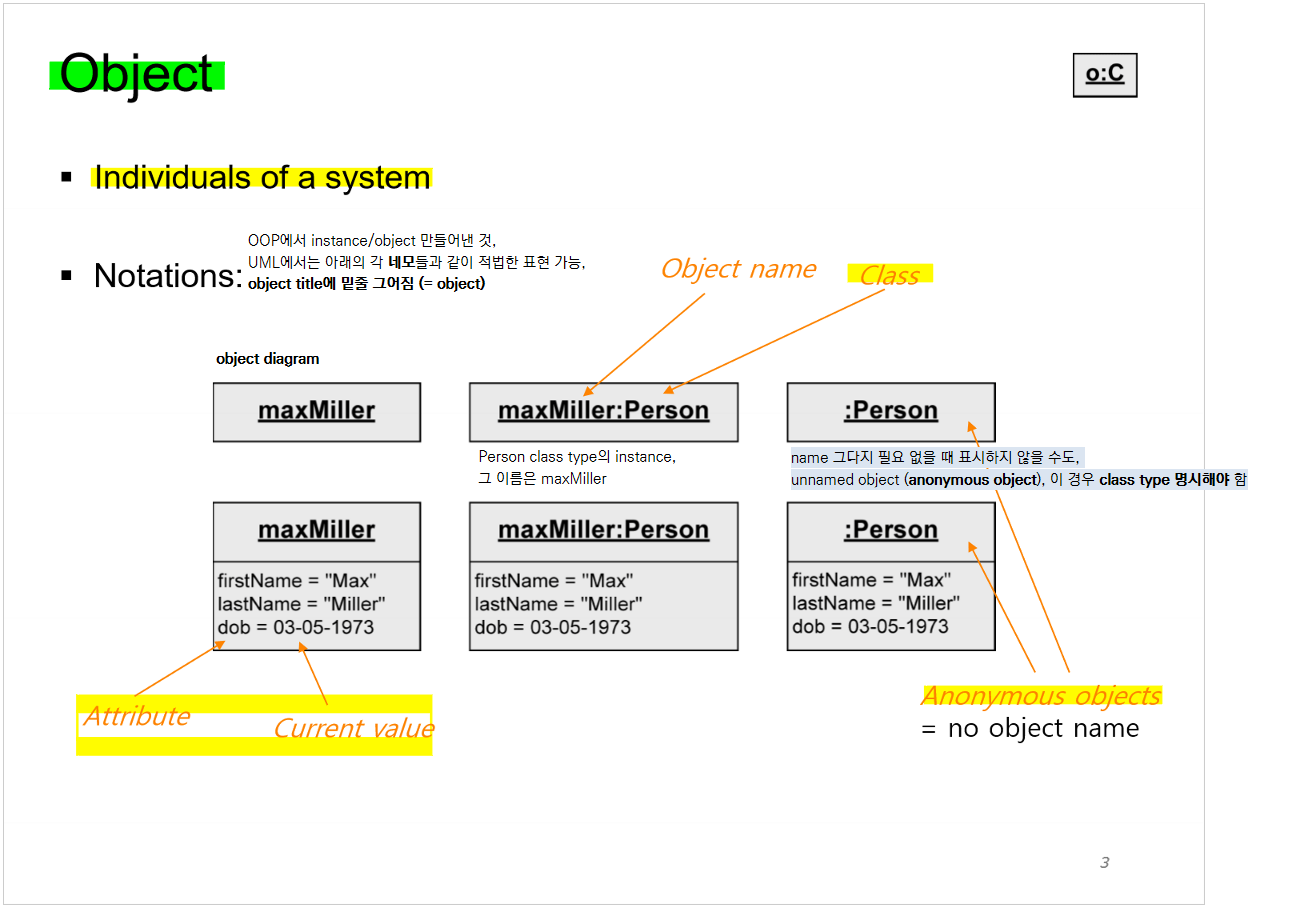 Object
o:C
▪ Individuals of a system
OOP에서 instance/object 만들어낸 것,
UML에서는 아래의 각 네모들과 같이 적법한 표현 가능,
▪ Notations: object title에 밑줄 그어짐 (= object)
Object name
Class
object diagram
maxMiller
maxMiller:Person
:Person
Person class type의 instance,
그 이름은 maxMiller
name 그다지 필요 없을 때 표시하지 않을 수도,
unnamed object (anonymous object), 이 경우 class type 명시해야 함
maxMiller
firstName = "Max"
lastName = "Miller"
dob = 03-05-1973
maxMiller:Person
firstName = "Max"
lastName = "Miller"
dob = 03-05-1973
:Person
firstName = "Max"
lastName = "Miller"
dob = 03-05-1973
Attribute
Current value
Anonymous objects
= no object name
3